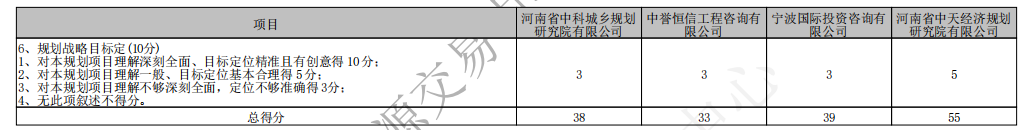 项目
河南省中科城乡规划
研究院有限公司
中誉恒信工程咨询有
限公司
宁波国际投资咨询有
限公司
河南省中天经济规划
研究院有限公司
6、规划战略目标定(10分)
1、对本规划项目理解深刻全面、目标定位精准且有创意得 10 分；
2、对本规划项目理解一般、目标定位基本合理得 5分；
3、对本规划项目理解不够深刻全面，定位不够准确得 3分；
4、无此项叙述不得分。
3
3
3
5
总得分
38
33
39
55
源交易
中心